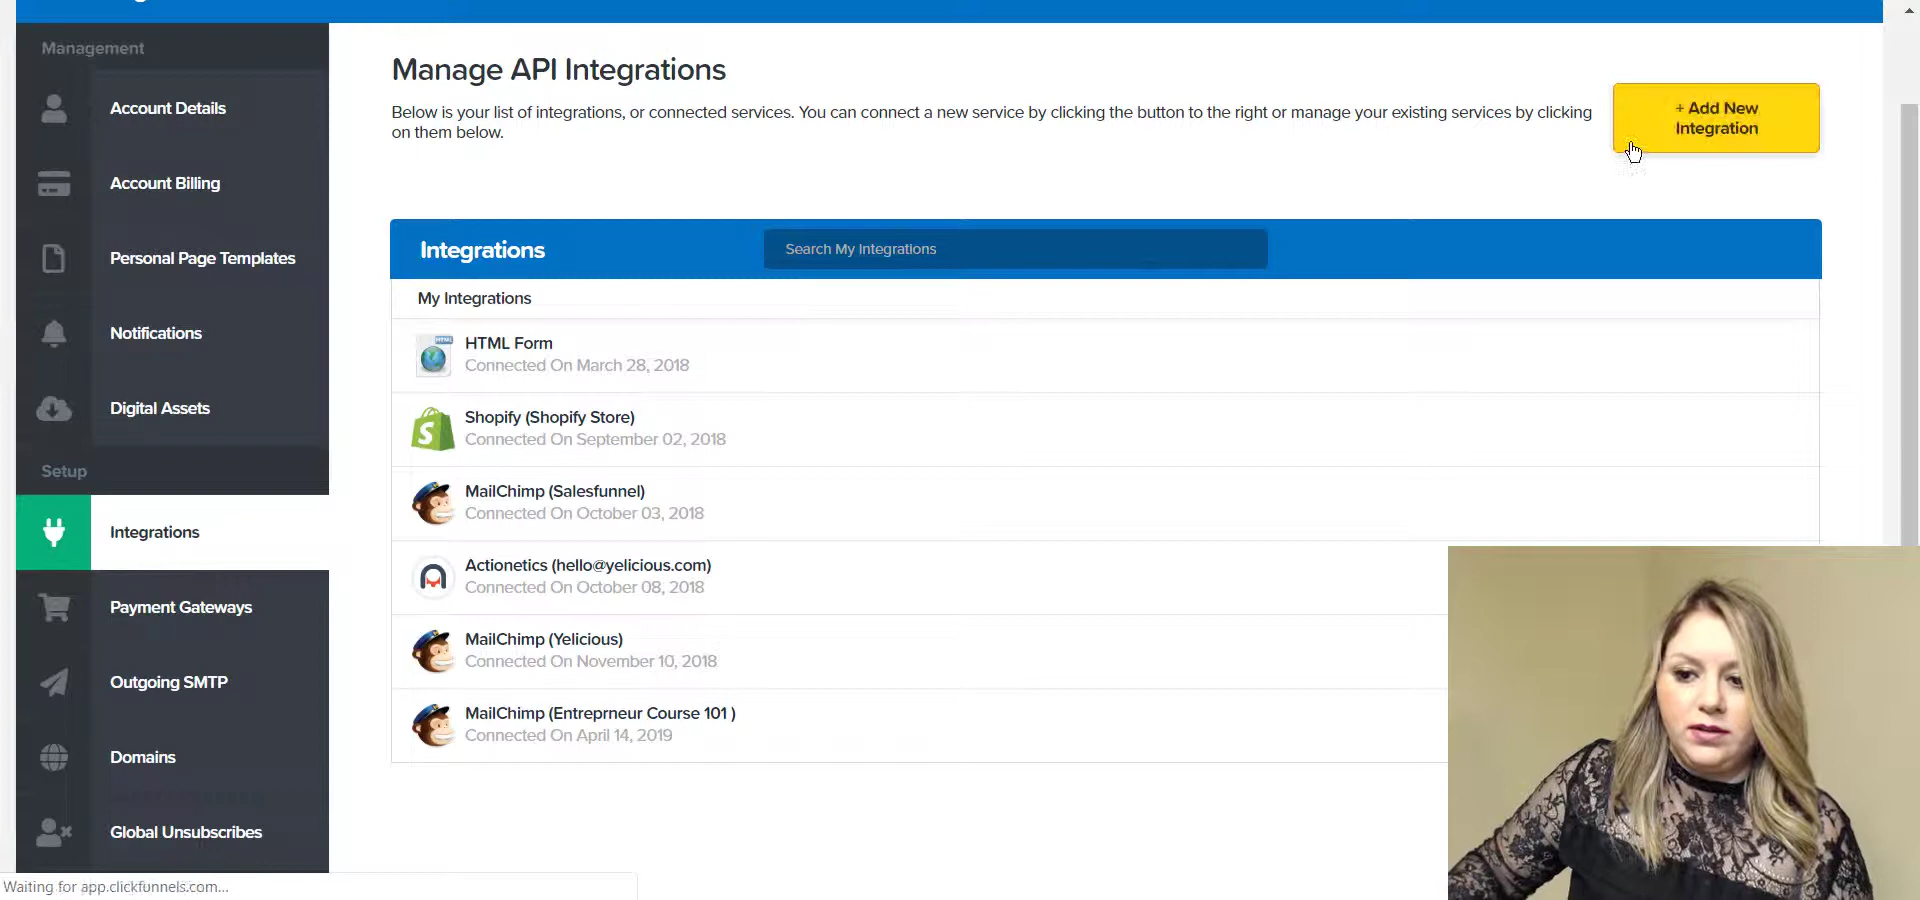 Management
Account Details
Account Billing
Personal Page Templates
Notifications
Digital Assets
Setup
Integrations
Payment Gateways
Outgoing SMTP
Domains
Global Unsubscribes
Waiting for app.clickfunnels.com...
Manage API Integrations
Below is your list of integrations, or connected services. You can connect a new service by clicking the button to the right or manage your existing services by clicking
on them below.
+ Add New
Integration
Integrations
Search My Integrations
My Integrations
HTML Form
Connected On March 28, 2018
Shopify (Shopify Store)
Connected On September 02, 2018
MailChimp (Salesfunnel)
Connected On October 03, 2018
Actionetics (hello@yelicious.com)
Connected On October 08, 2018
MailChimp (Yelicious)
Connected On November 10, 2018
MailChimp (Entreprneur Course 101 )
Connected On April 14, 2019